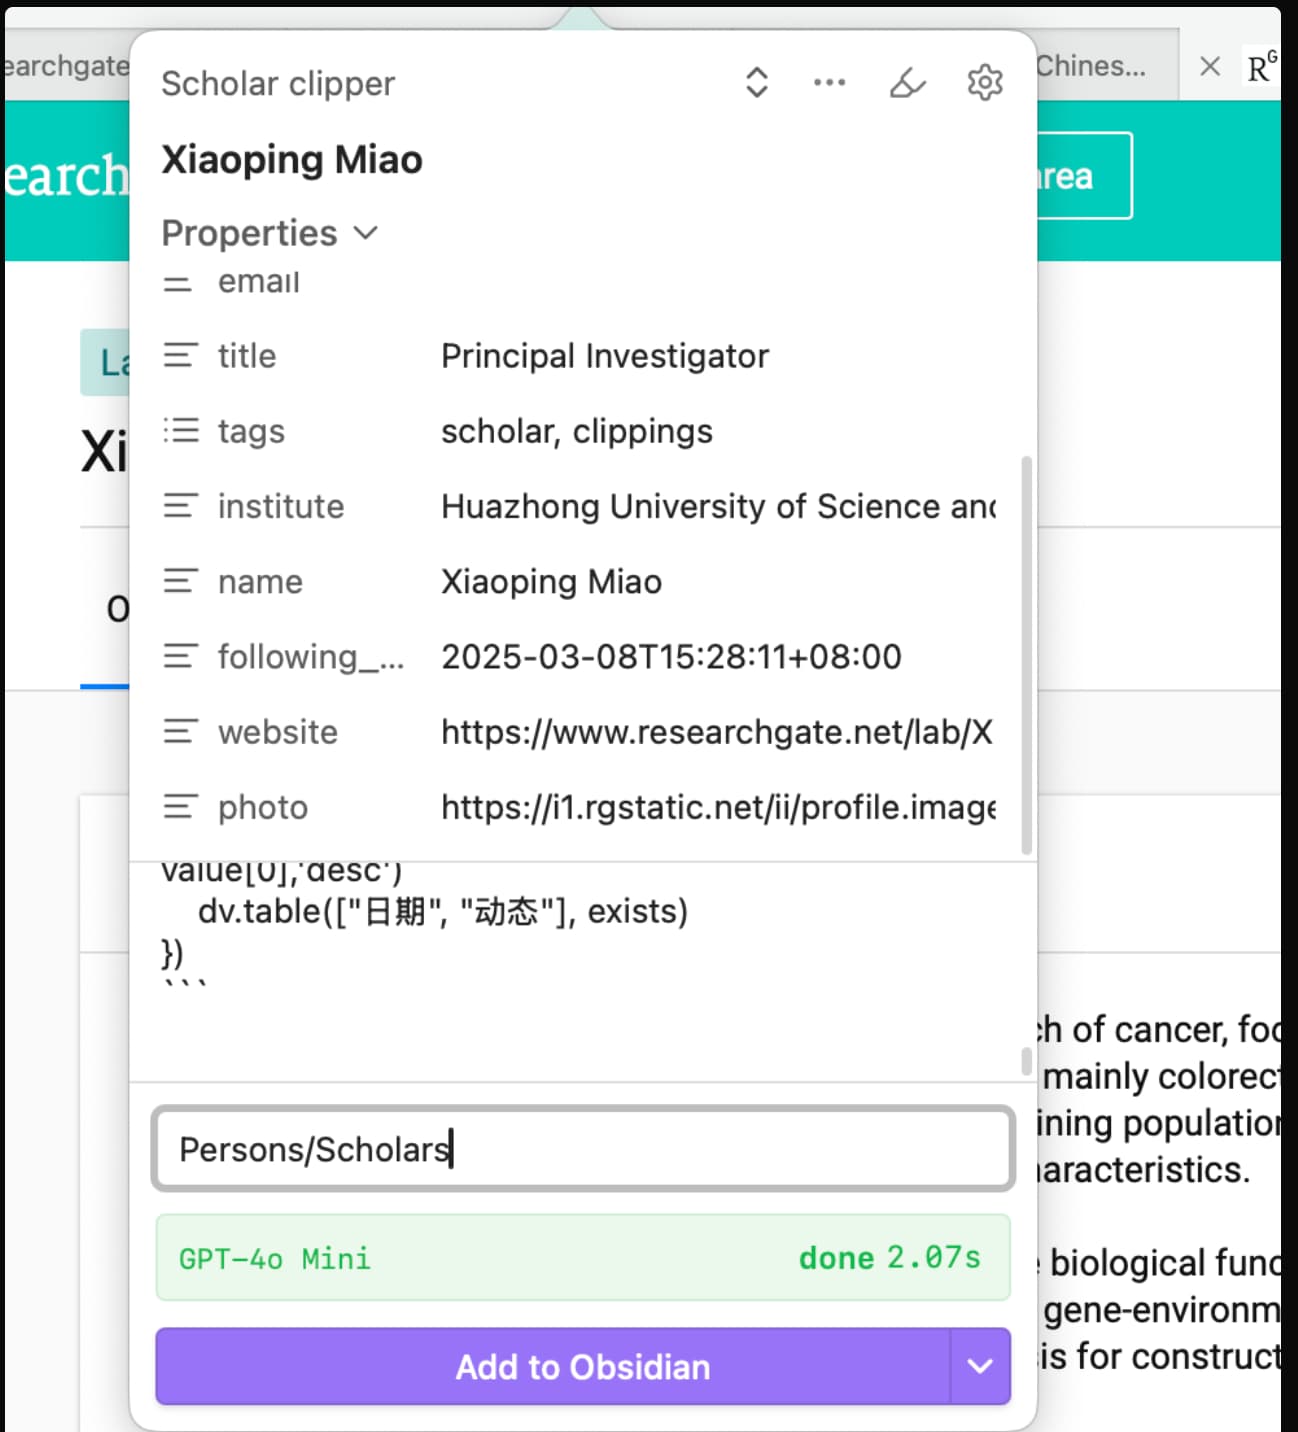 earchgate
Chines...
R^G
earch
area
Scholar clipper
Xiaoping Miao
Properties
email
title Principal Investigator
tags scholar, clippings
institute Huazhong University of Science and
name Xiaoping Miao
following_... 2025-03-08T15:28:11+08:00
website https://www.researchgate.net/lab/X
photo https://i1.rgstatic.net/ii/profile.image
La
Xi
O
value[0],'desc')
dv.table(["日期", "动态"], exists)
})
```
ch of cancer, foc
mainly colorect
ining population
haracteristics.
Persons/Scholars
GPT-4o Mini done 2.07s
biological func
gene-environm
is for construct
Add to Obsidian